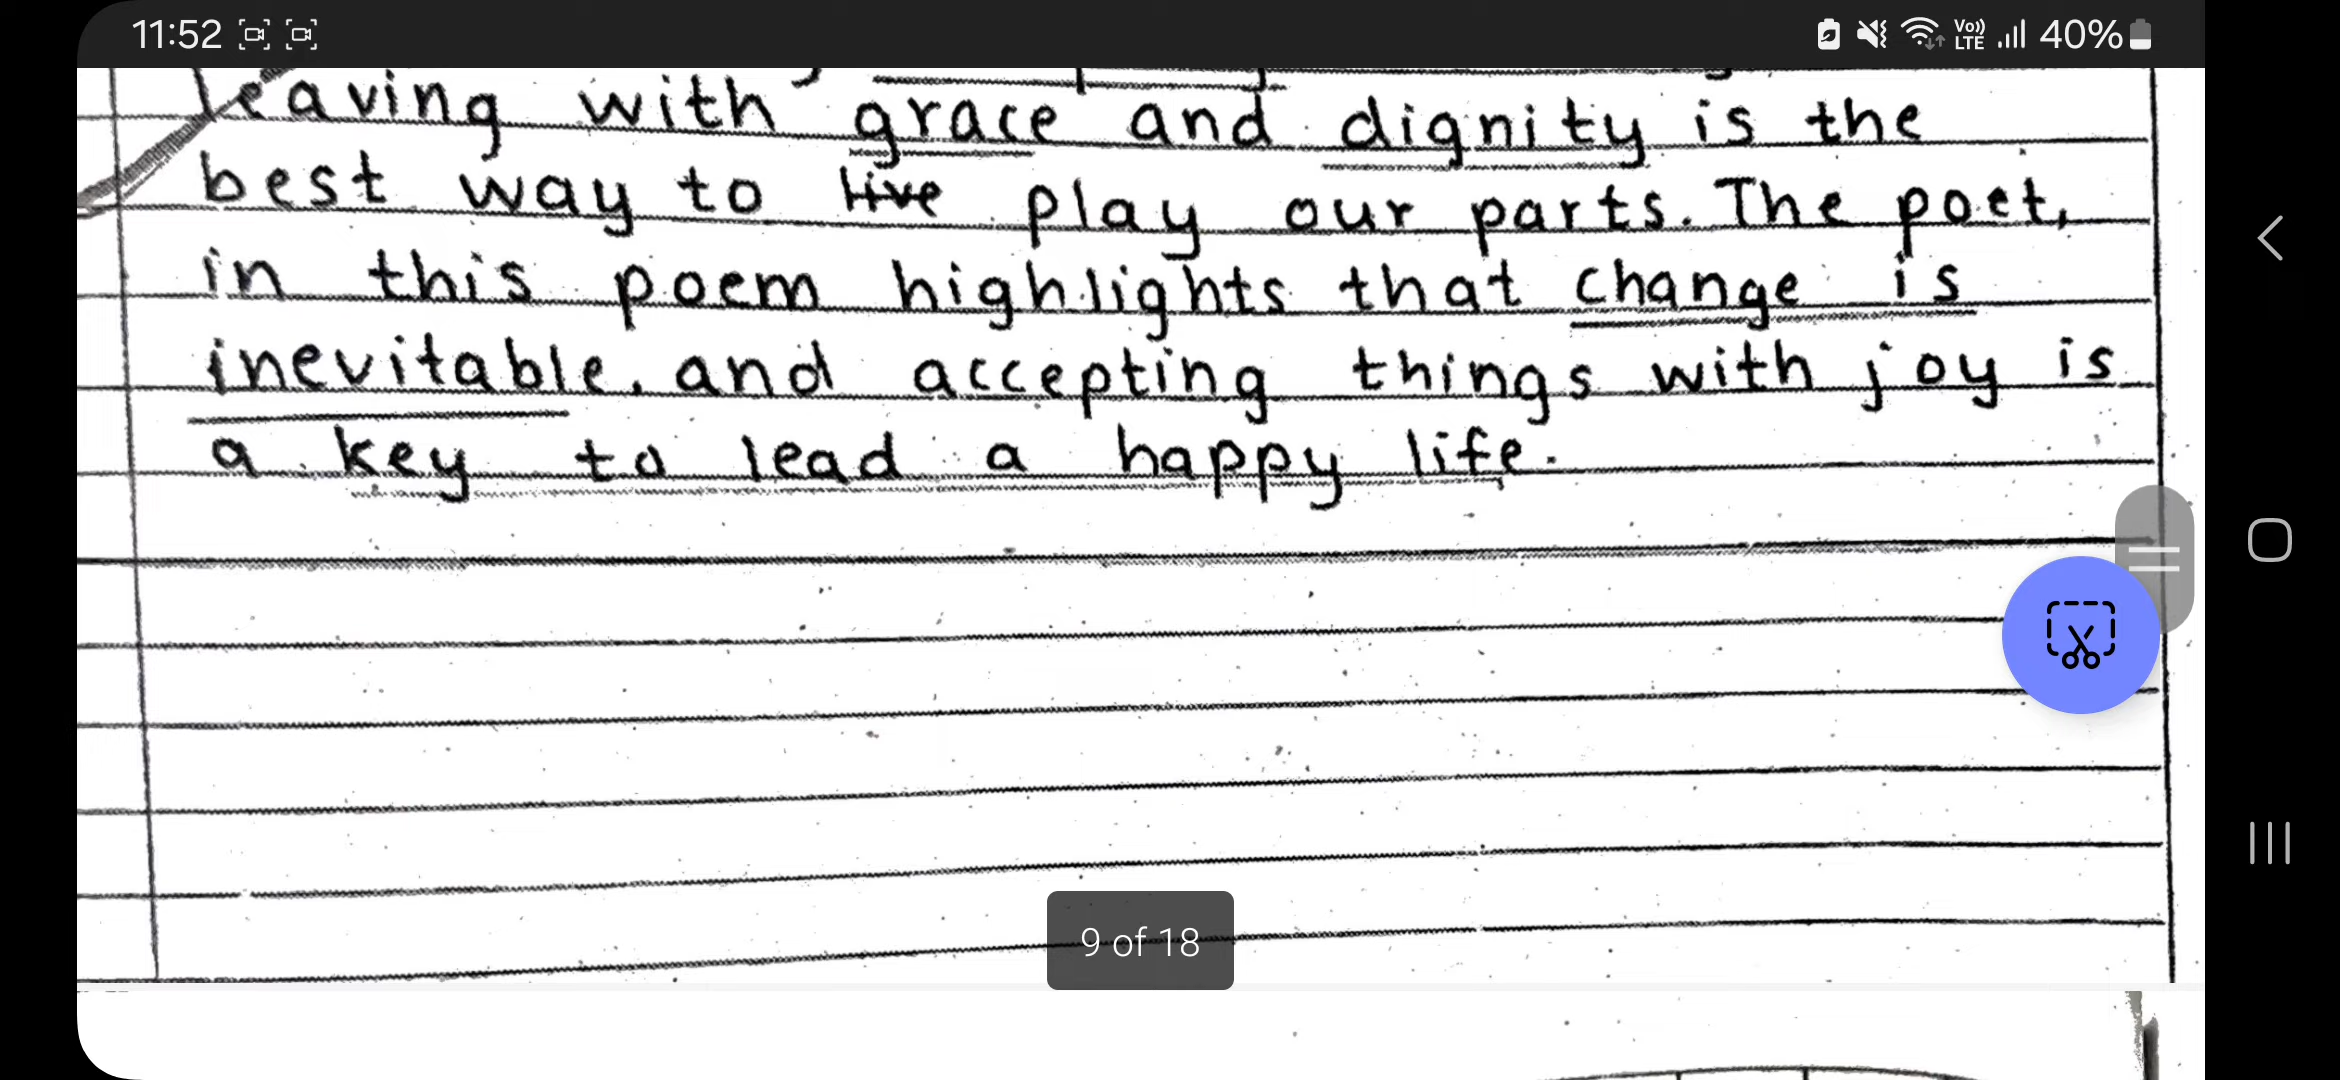 11:52
Vo)) LTE 40%
leaving with grace and dignity is the
best way to live play our parts. The poet,
in this poem highlights that change is
inevitable, and accepting things with joy is
a key to lead a happy life.
9 of 18